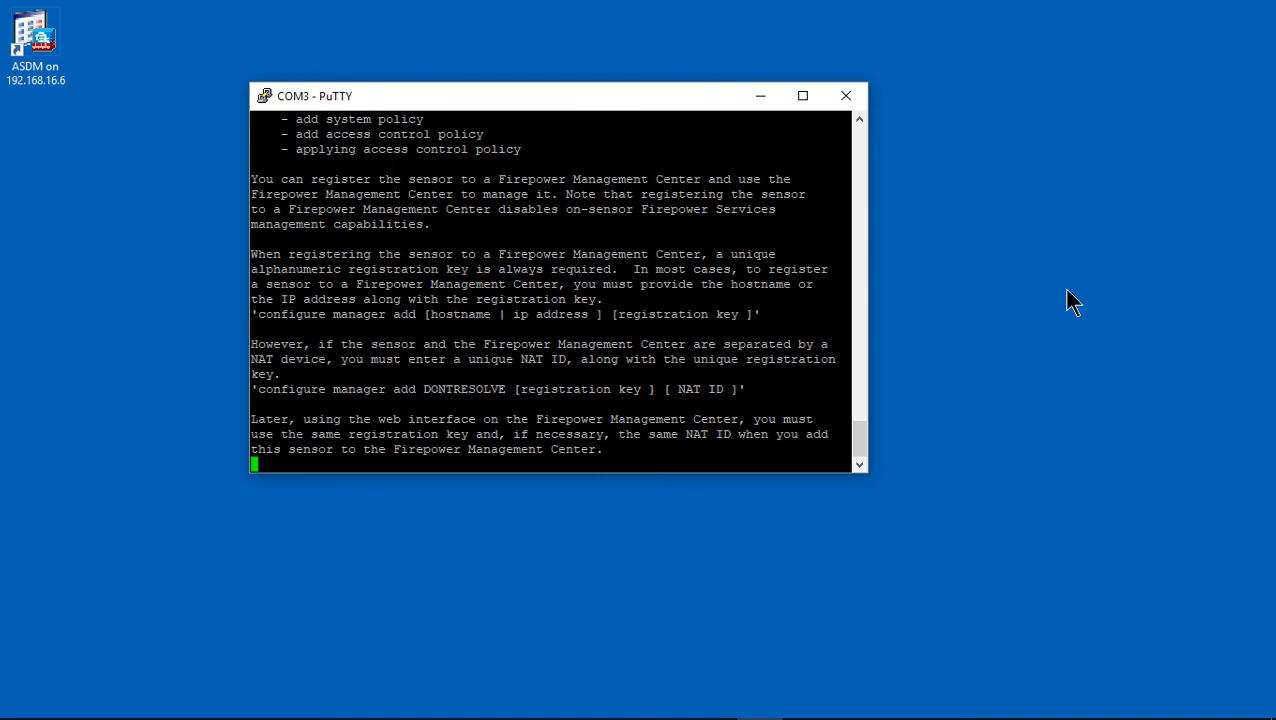 ASDM on
192.168.16.6
COM3 - PuTTY
- add system policy
- add access control policy
- applying access control policy
You can register the sensor to a Firepower Management Center and use the
Firepower Management Center to manage it. Note that registering the sensor
to a Firepower Management Center disables on-sensor Firepower Services
management capabilities.
When registering the sensor to a Firepower Management Center, a unique
alphanumeric registration key is always required.  In most cases, to register
a sensor to a Firepower Management Center, you must provide the hostname or
the IP address along with the registration key.
'configure manager add [hostname | ip address ] [registration key ]'
However, if the sensor and the Firepower Management Center are separated by a
NAT device, you must enter a unique NAT ID, along with the unique registration
key.
'configure manager add DONTRESOLVE [registration key ] [ NAT ID ]'
Later, using the web interface on the Firepower Management Center, you must
use the same registration key and, if necessary, the same NAT ID when you add
this sensor to the Firepower Management Center.